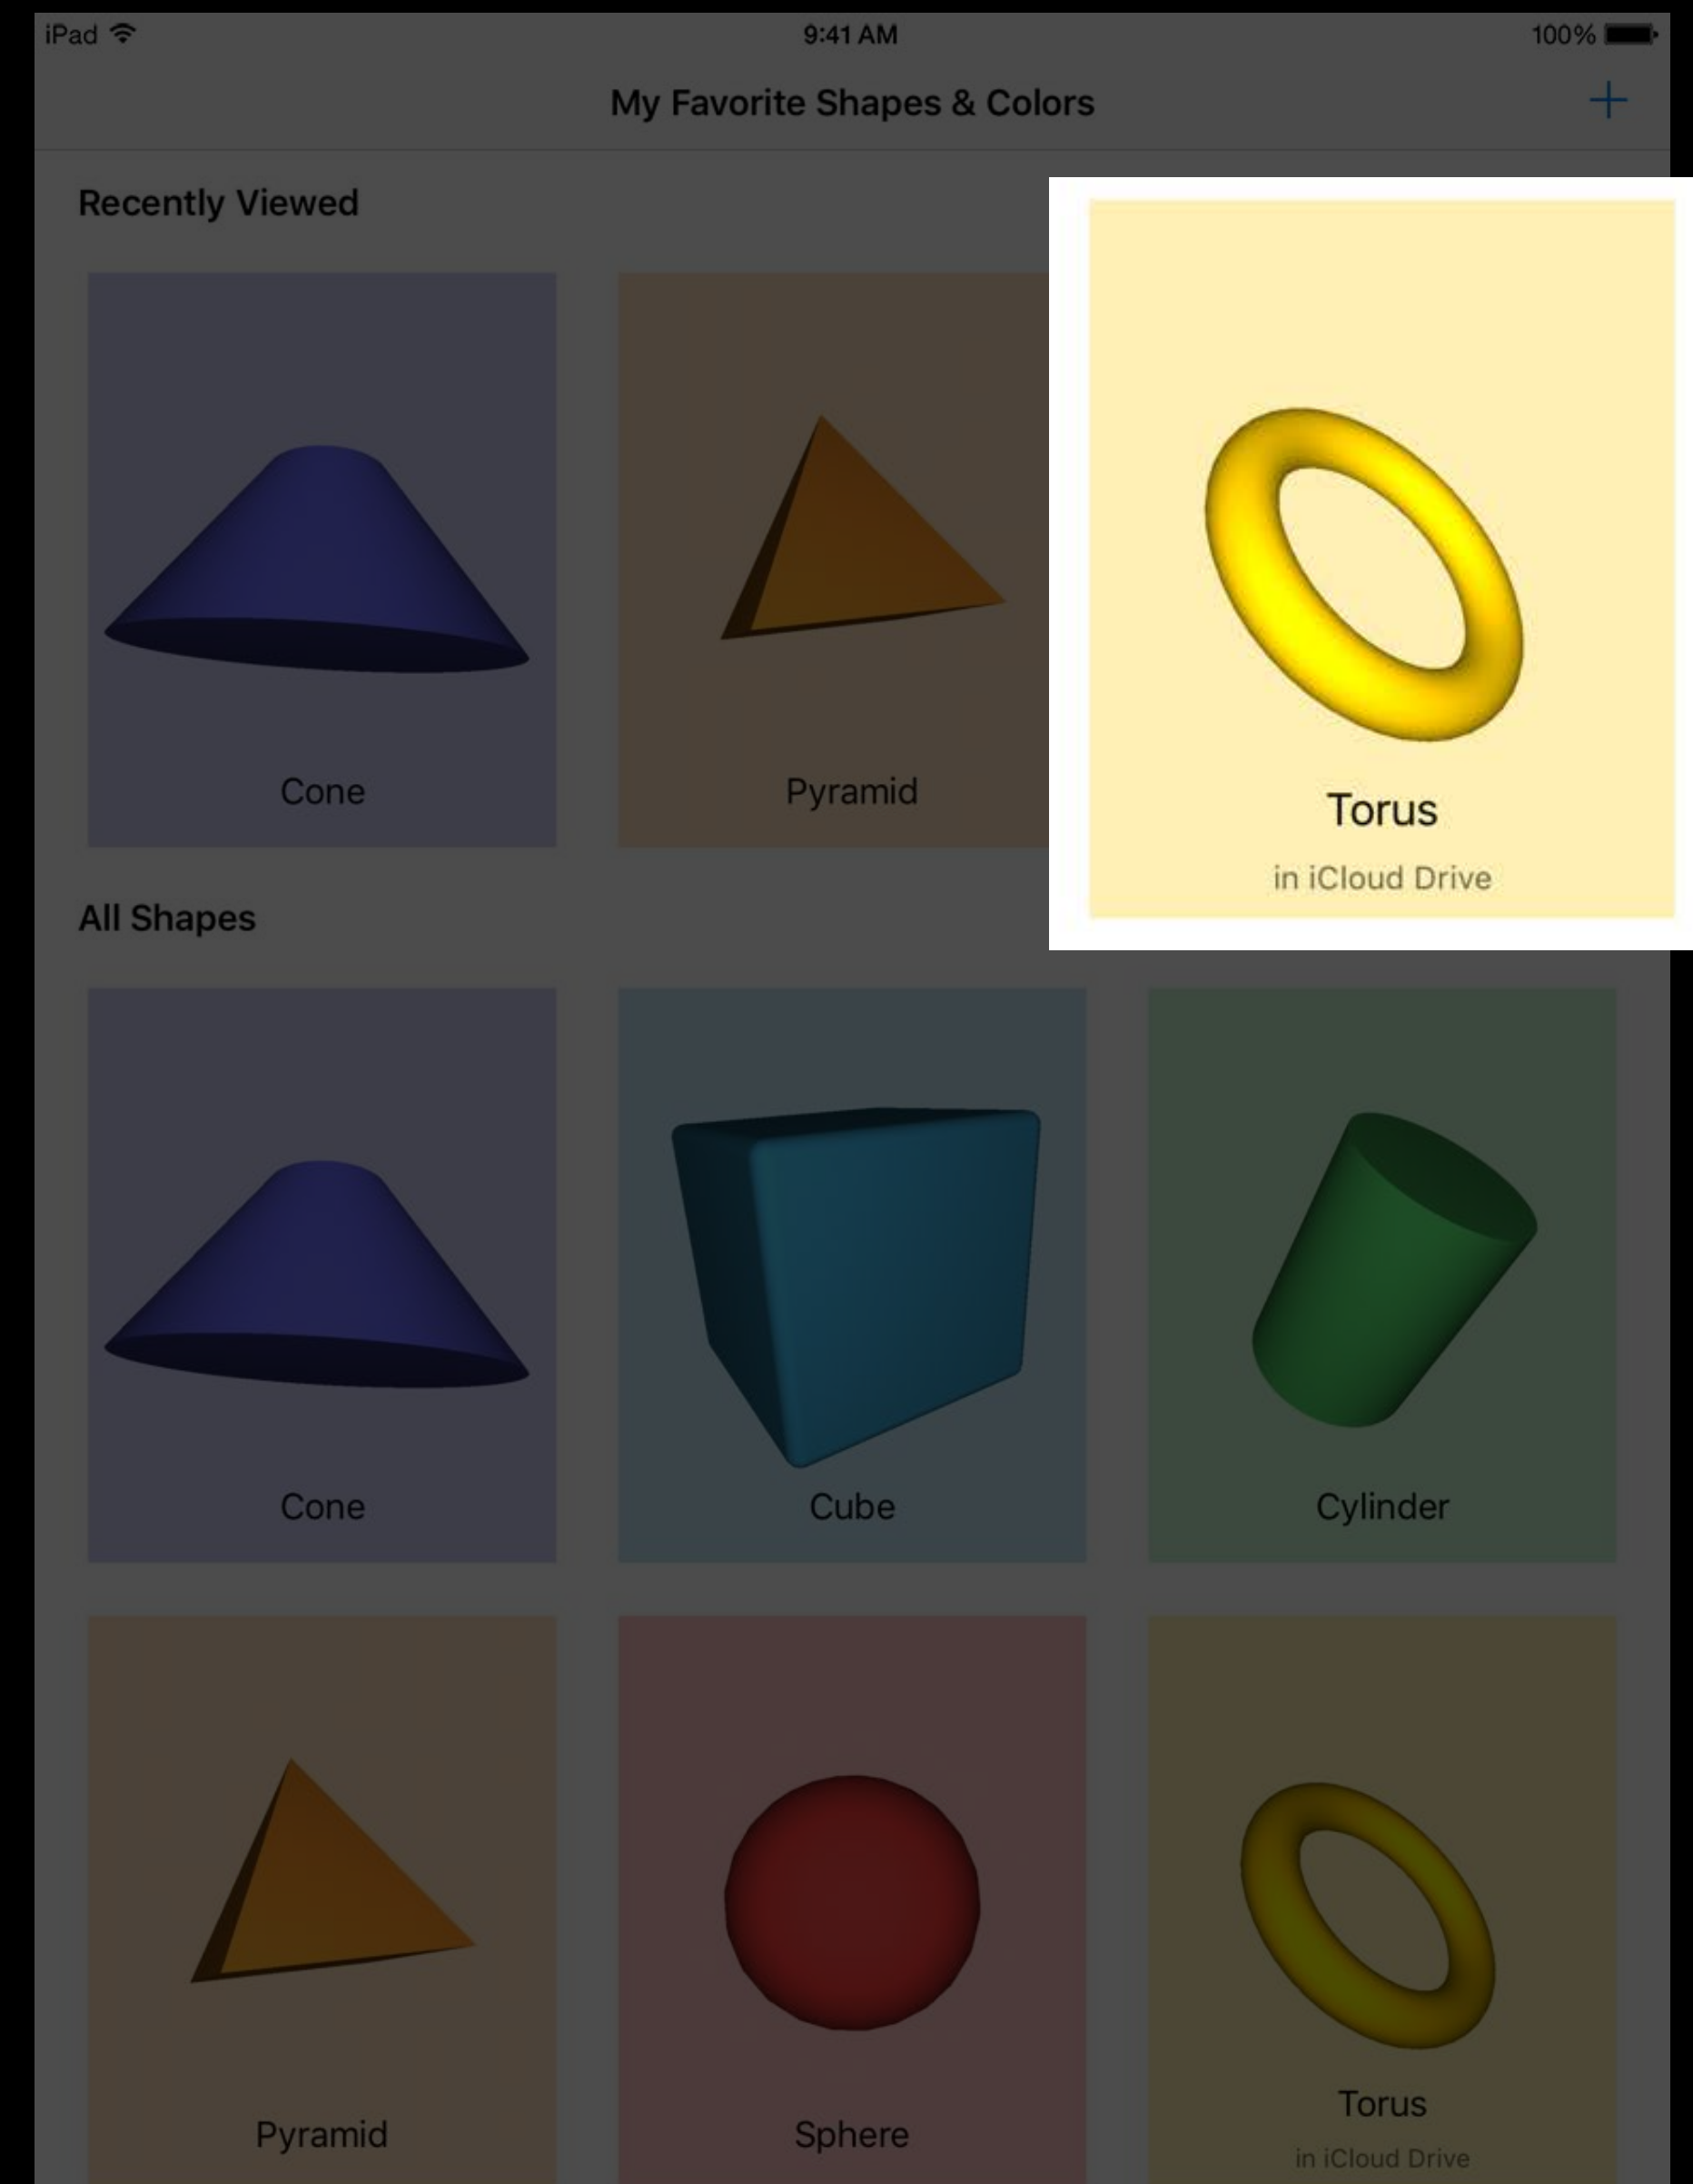 iPad 9:41 AM 100%
My Favorite Shapes & Colors +
Recently Viewed
Cone Pyramid Torus
in iCloud Drive
All Shapes
Cone Cube Cylinder
Pyramid Sphere Torus
in iCloud Drive